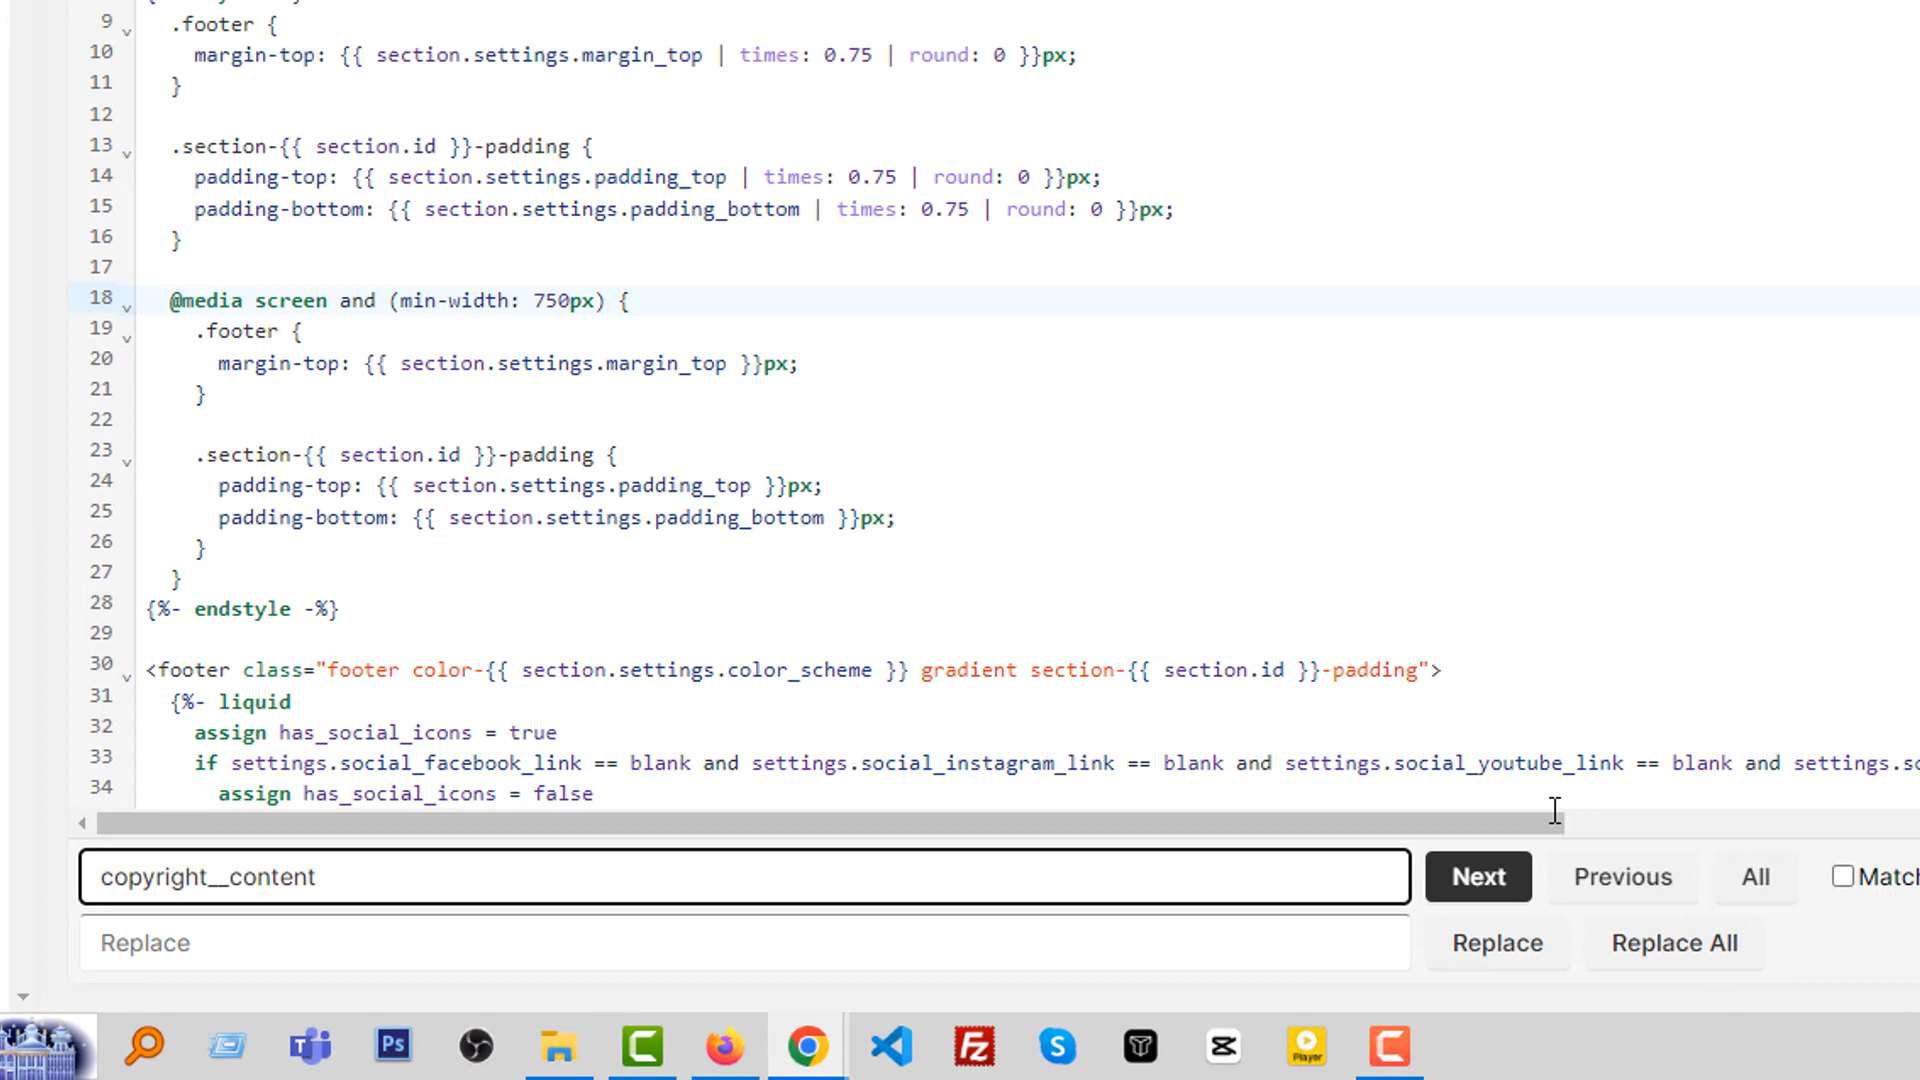 9 .footer {
10 margin-top: {{ section.settings.margin_top | times: 0.75 | round: 0 }}px;
11 }
12
13 .section-{{ section.id }}-padding {
14 padding-top: {{ section.settings.padding_top | times: 0.75 | round: 0 }}px;
15 padding-bottom: {{ section.settings.padding_bottom | times: 0.75 | round: 0 }}px;
16 }
17
18 @media screen and (min-width: 750px) {
19 .footer {
20 margin-top: {{ section.settings.margin_top }}px;
21 }
22
23 .section-{{ section.id }}-padding {
24 padding-top: {{ section.settings.padding_top }}px;
25 padding-bottom: {{ section.settings.padding_bottom }}px;
26 }
27 }
28 {%- endstyle -%}
29
30 <footer class="footer color-{{ section.settings.color_scheme }} gradient section-{{ section.id }}-padding">
31 {%- liquid
32 assign has_social_icons = true
33 if settings.social_facebook_link == blank and settings.social_instagram_link == blank and settings.social_youtube_link == blank and settings.so
34 assign has_social_icons = false
copyright__content Next Previous All Match
Replace Replace Replace All
Ps
Player